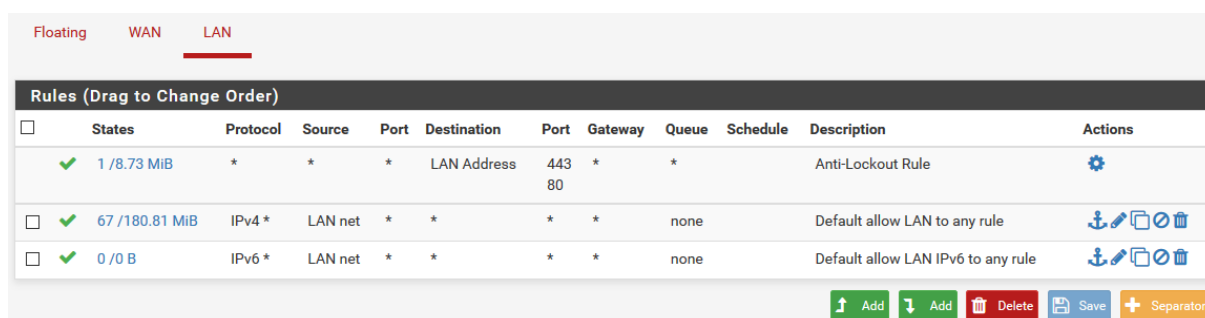 Floating WAN LAN
Rules (Drag to Change Order)
States Protocol Source Port Destination Port Gateway Queue Schedule Description Actions
1 /8.73 MiB * * * LAN Address 443 * * Anti-Lockout Rule
80
67 /180.81 MiB IPv4 * LAN net * * * * none Default allow LAN to any rule
0 /0 B IPv6 * LAN net * * * * none Default allow LAN IPv6 to any rule
Add Add Delete Save Separator